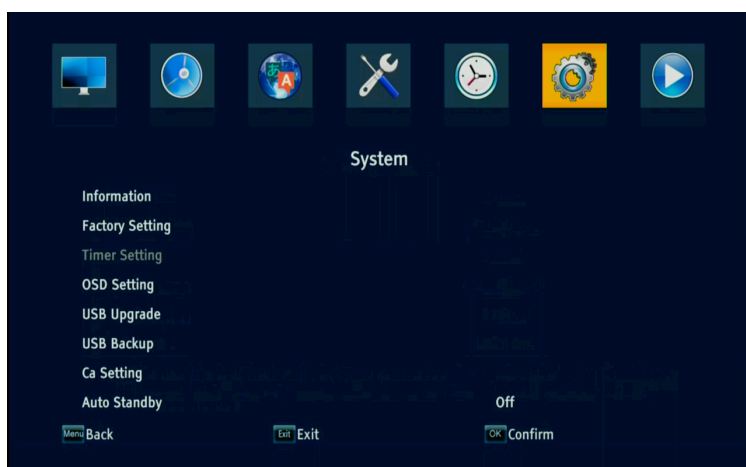 あ
A
System
Information
Factory Setting
Timer Setting
OSD Setting
USB Upgrade
USB Backup
Ca Setting
Auto Standby Off
Menu Back Exit Exit OK Confirm